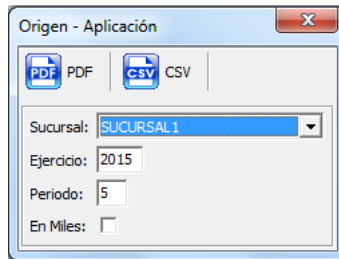 Origen - Aplicación
PDF PDF CSV CSV
Sucursal: SUCURSAL1
Ejercicio: 2015
Periodo: 5
En Miles: